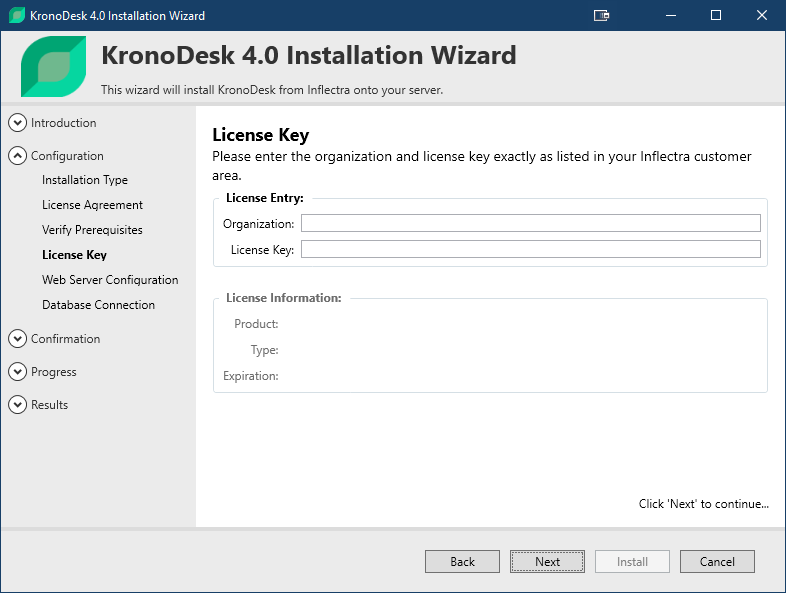 KronoDesk 4.0 Installation Wizard
KronoDesk 4.0 Installation Wizard
This wizard will install KronoDesk from Inflectra onto your server.
Introduction
Configuration
Installation Type
License Agreement
Verify Prerequisites
License Key
Web Server Configuration
Database Connection
Confirmation
Progress
Results
License Key
Please enter the organization and license key exactly as listed in your Inflectra customer
area.
License Entry:
Organization:
License Key:
License Information:
Product:
Type:
Expiration:
Click 'Next' to continue...
Back
Next
Install
Cancel